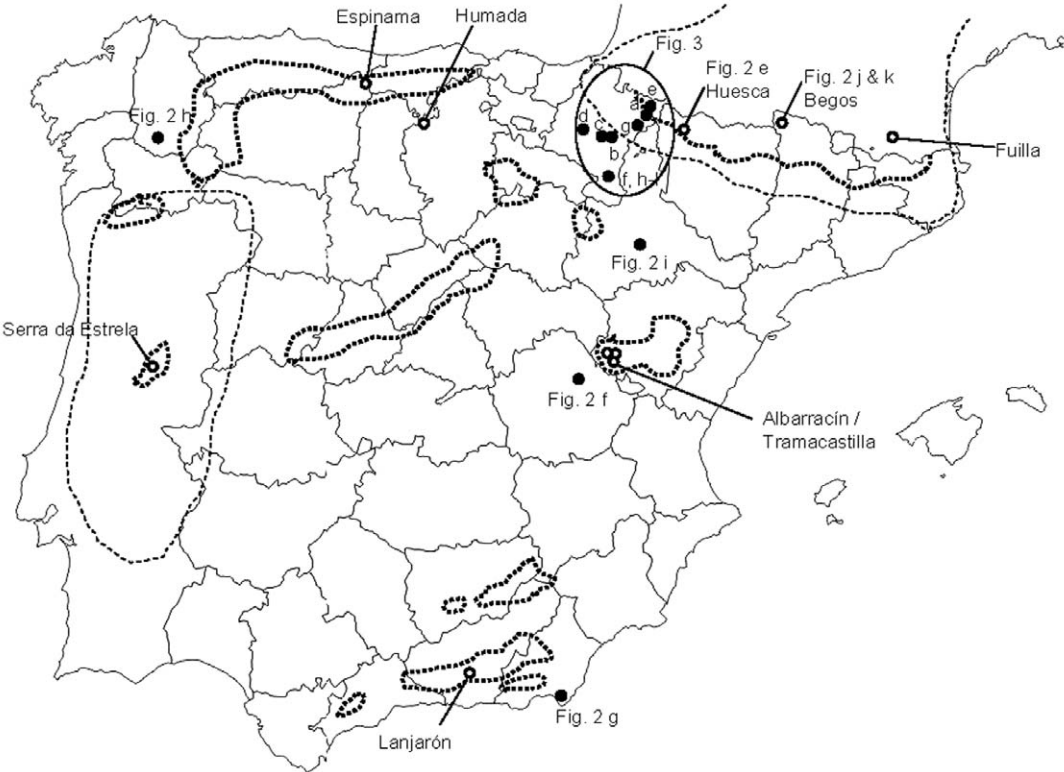 Espinama
Humada
Fig. 3
Fig. 2 e
Huesca
Fig. 2 j & k
Begos
Fig. 2 h
e
a
d
c
g
b
f, h-l
Fuilla
Fig. 2 i
Serra da Estrela
Fig. 2 f
Albarracín /
Tramacastilla
Fig. 2 g
Lanjarón